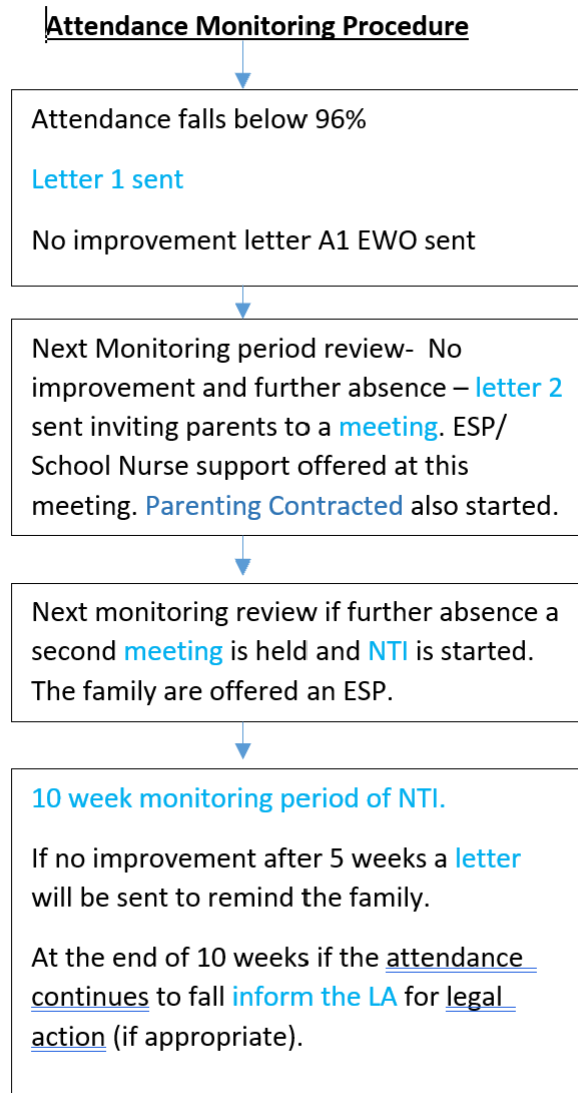 Attendance Monitoring Procedure
Attendance falls below 96%
Letter 1 sent
No improvement letter A1 EWO sent
Next Monitoring period review-  No
improvement and further absence – letter 2
sent inviting parents to a meeting. ESP/
School Nurse support offered at this
meeting. Parenting Contracted also started.
Next monitoring review if further absence a
second meeting is held and NTI is started.
The family are offered an ESP.
10 week monitoring period of NTI.
If no improvement after 5 weeks a letter
will be sent to remind the family.
At the end of 10 weeks if the attendance
continues to fall inform the LA for legal
action (if appropriate).